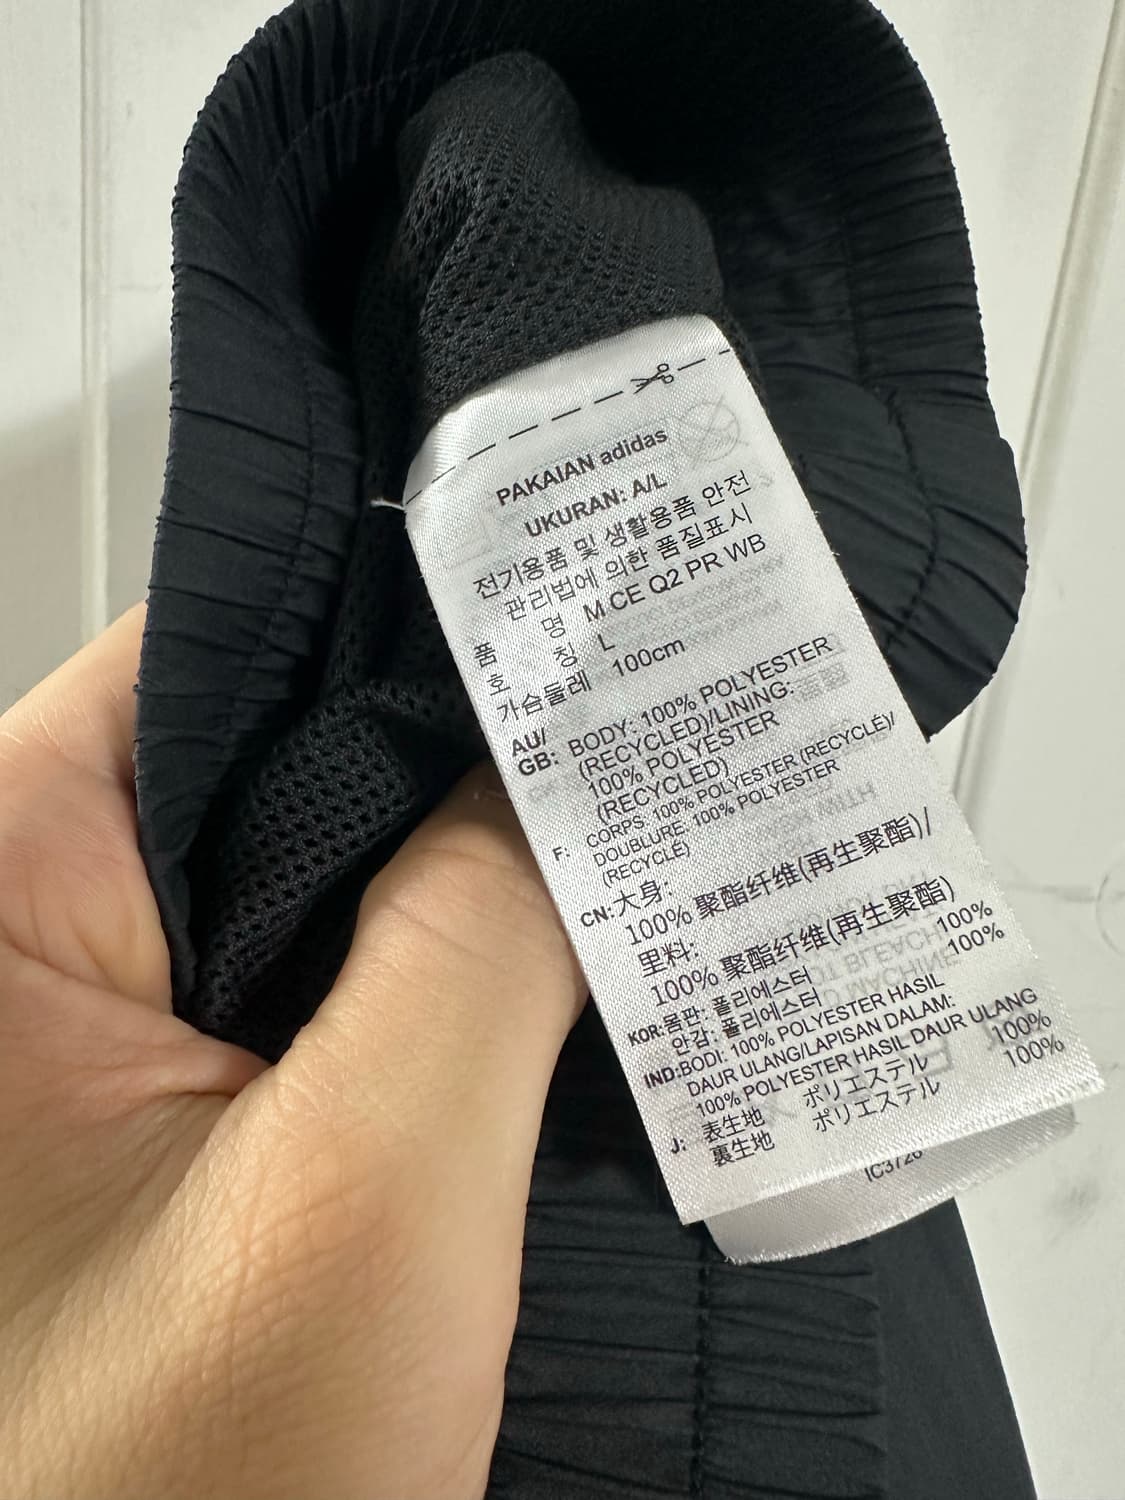 PAKAIAN adidas
UKURAN: A/L
전기용품 및 생활용품 안전
관리법에 의한 품질표시
품 명 M CE Q2 PR WB
호 칭 L
가슴둘레 100cm
AU/
GB: BODY: 100% POLYESTER
(RECYCLED)/LINING:
100% POLYESTER
(RECYCLED)
F: CORPS: 100% POLYESTER (RECYCLÉ)/
DOUBLURE: 100% POLYESTER
(RECYCLÉ)
CN: 大身:
100% 聚酯纤维(再生聚酯)/
里料:
100% 聚酯纤维(再生聚酯)
KOR: 몸판: 폴리에스터 100%
안감: 폴리에스터 100%
IND: BODI: 100% POLYESTER HASIL
DAUR ULANG/LAPISAN DALAM:
100% POLYESTER HASIL DAUR ULANG
J: 表生地 ポリエステル 100%
裏生地 ポリエステル 100%
IC3726